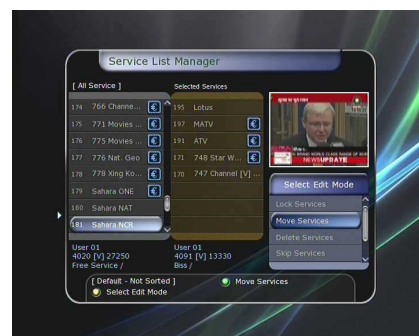 Service List Manager
[ All Service ]
174 766 Channe... €
175 771 Movies ... €
176 775 Movies ... €
177 776 Nat. Geo €
178 778 Xing Ko... €
179 Sahara ONE €
180 Sahara NAT
181 Sahara NCR
User 01
4020 [V] 27250
Free Service /
Selected Services
195 Lotus
197 MATV €
191 ATV €
171 748 Star W... €
170 747 Channel [V] ...
User 01
4091 [V] 13330
Biss /
NEWSUPDATE
Select Edit Mode
Lock Services
Move Services
Delete Services
Skip Services
[ Default - Not Sorted ]
Move Services
Select Edit Mode